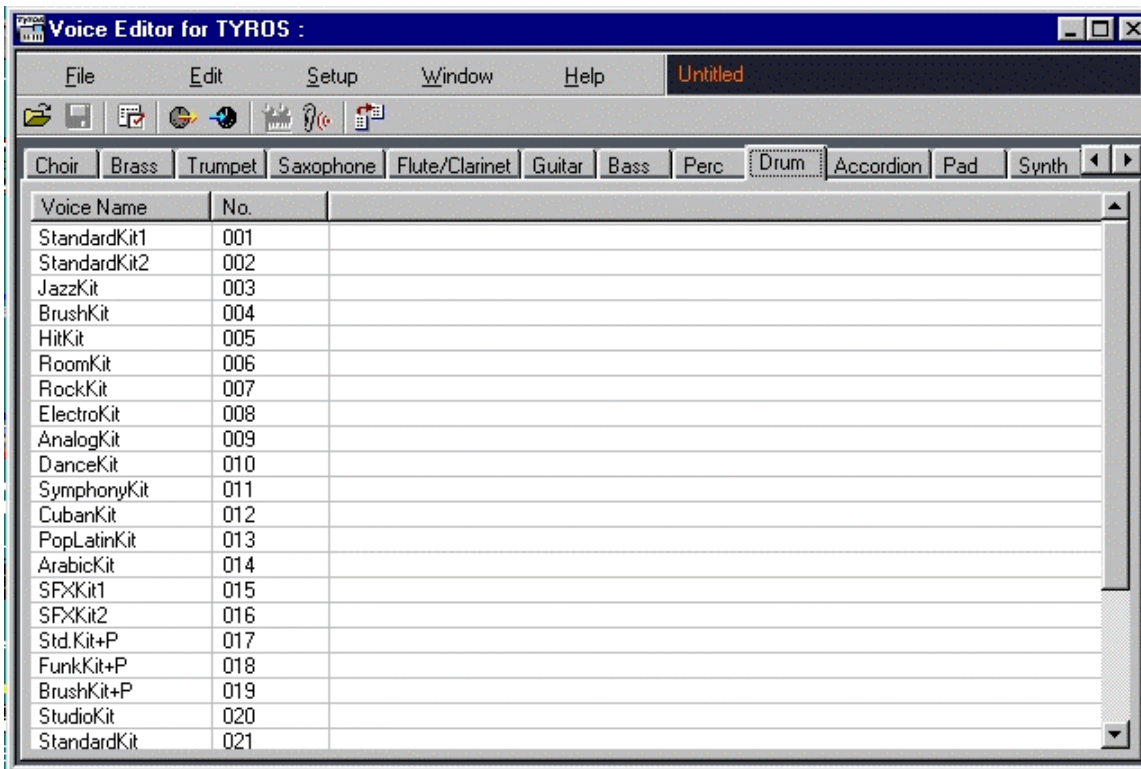 Voice Editor for TYROS :
File Edit Setup Window Help Untitled
Choir Brass Trumpet Saxophone Flute/Clarinet Guitar Bass Perc Drum Accordion Pad Synth
Voice Name No.
StandardKit1 001
StandardKit2 002
JazzKit 003
BrushKit 004
HitKit 005
RoomKit 006
RockKit 007
ElectroKit 008
AnalogKit 009
DanceKit 010
SymphonyKit 011
CubanKit 012
PopLatinKit 013
ArabicKit 014
SFXKit1 015
SFXKit2 016
Std.Kit+P 017
FunkKit+P 018
BrushKit+P 019
StudioKit 020
StandardKit 021